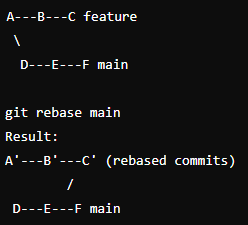 A---B---C feature
 \
  D---E---F main

git rebase main
Result:
A'---B'---C' (rebased commits)
        /
 D---E---F main